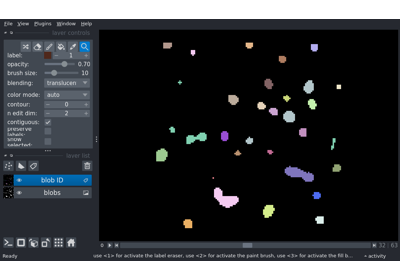 File View Plugins Window Help
layer controls
label: 1
opacity: 0.70
brush size: 10
blending: translucen
color mode: auto
contour: 0
n edit dim: 2
contiguous:
preserve
labels:
show
selected:
layer list
blob ID
blobs
32 63
Ready
use <1> for activate the label eraser, use <2> for activate the paint brush, use <3> for activate the fill b...
activity